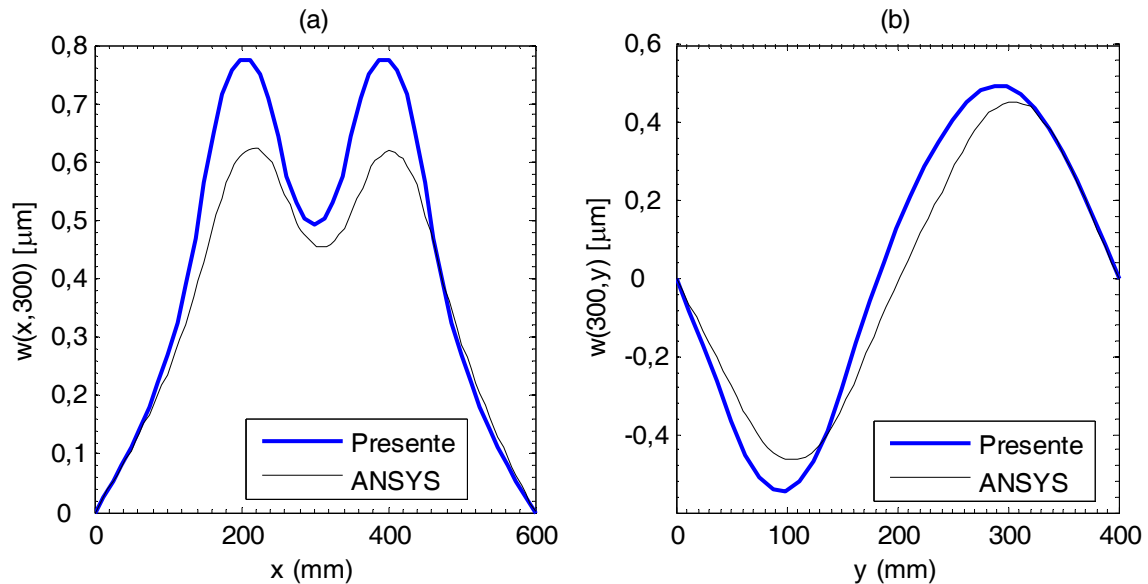 (a)
w(x,300) [μm]
0,8
0,7
0,6
0,5
0,4
0,3
0,2
0,1
0
0 200 400 600
x (mm)
Presente
ANSYS
(b)
w(300,y) [μm]
0,6
0,4
0,2
0
-0,2
-0,4
0 100 200 300 400
y (mm)
Presente
ANSYS